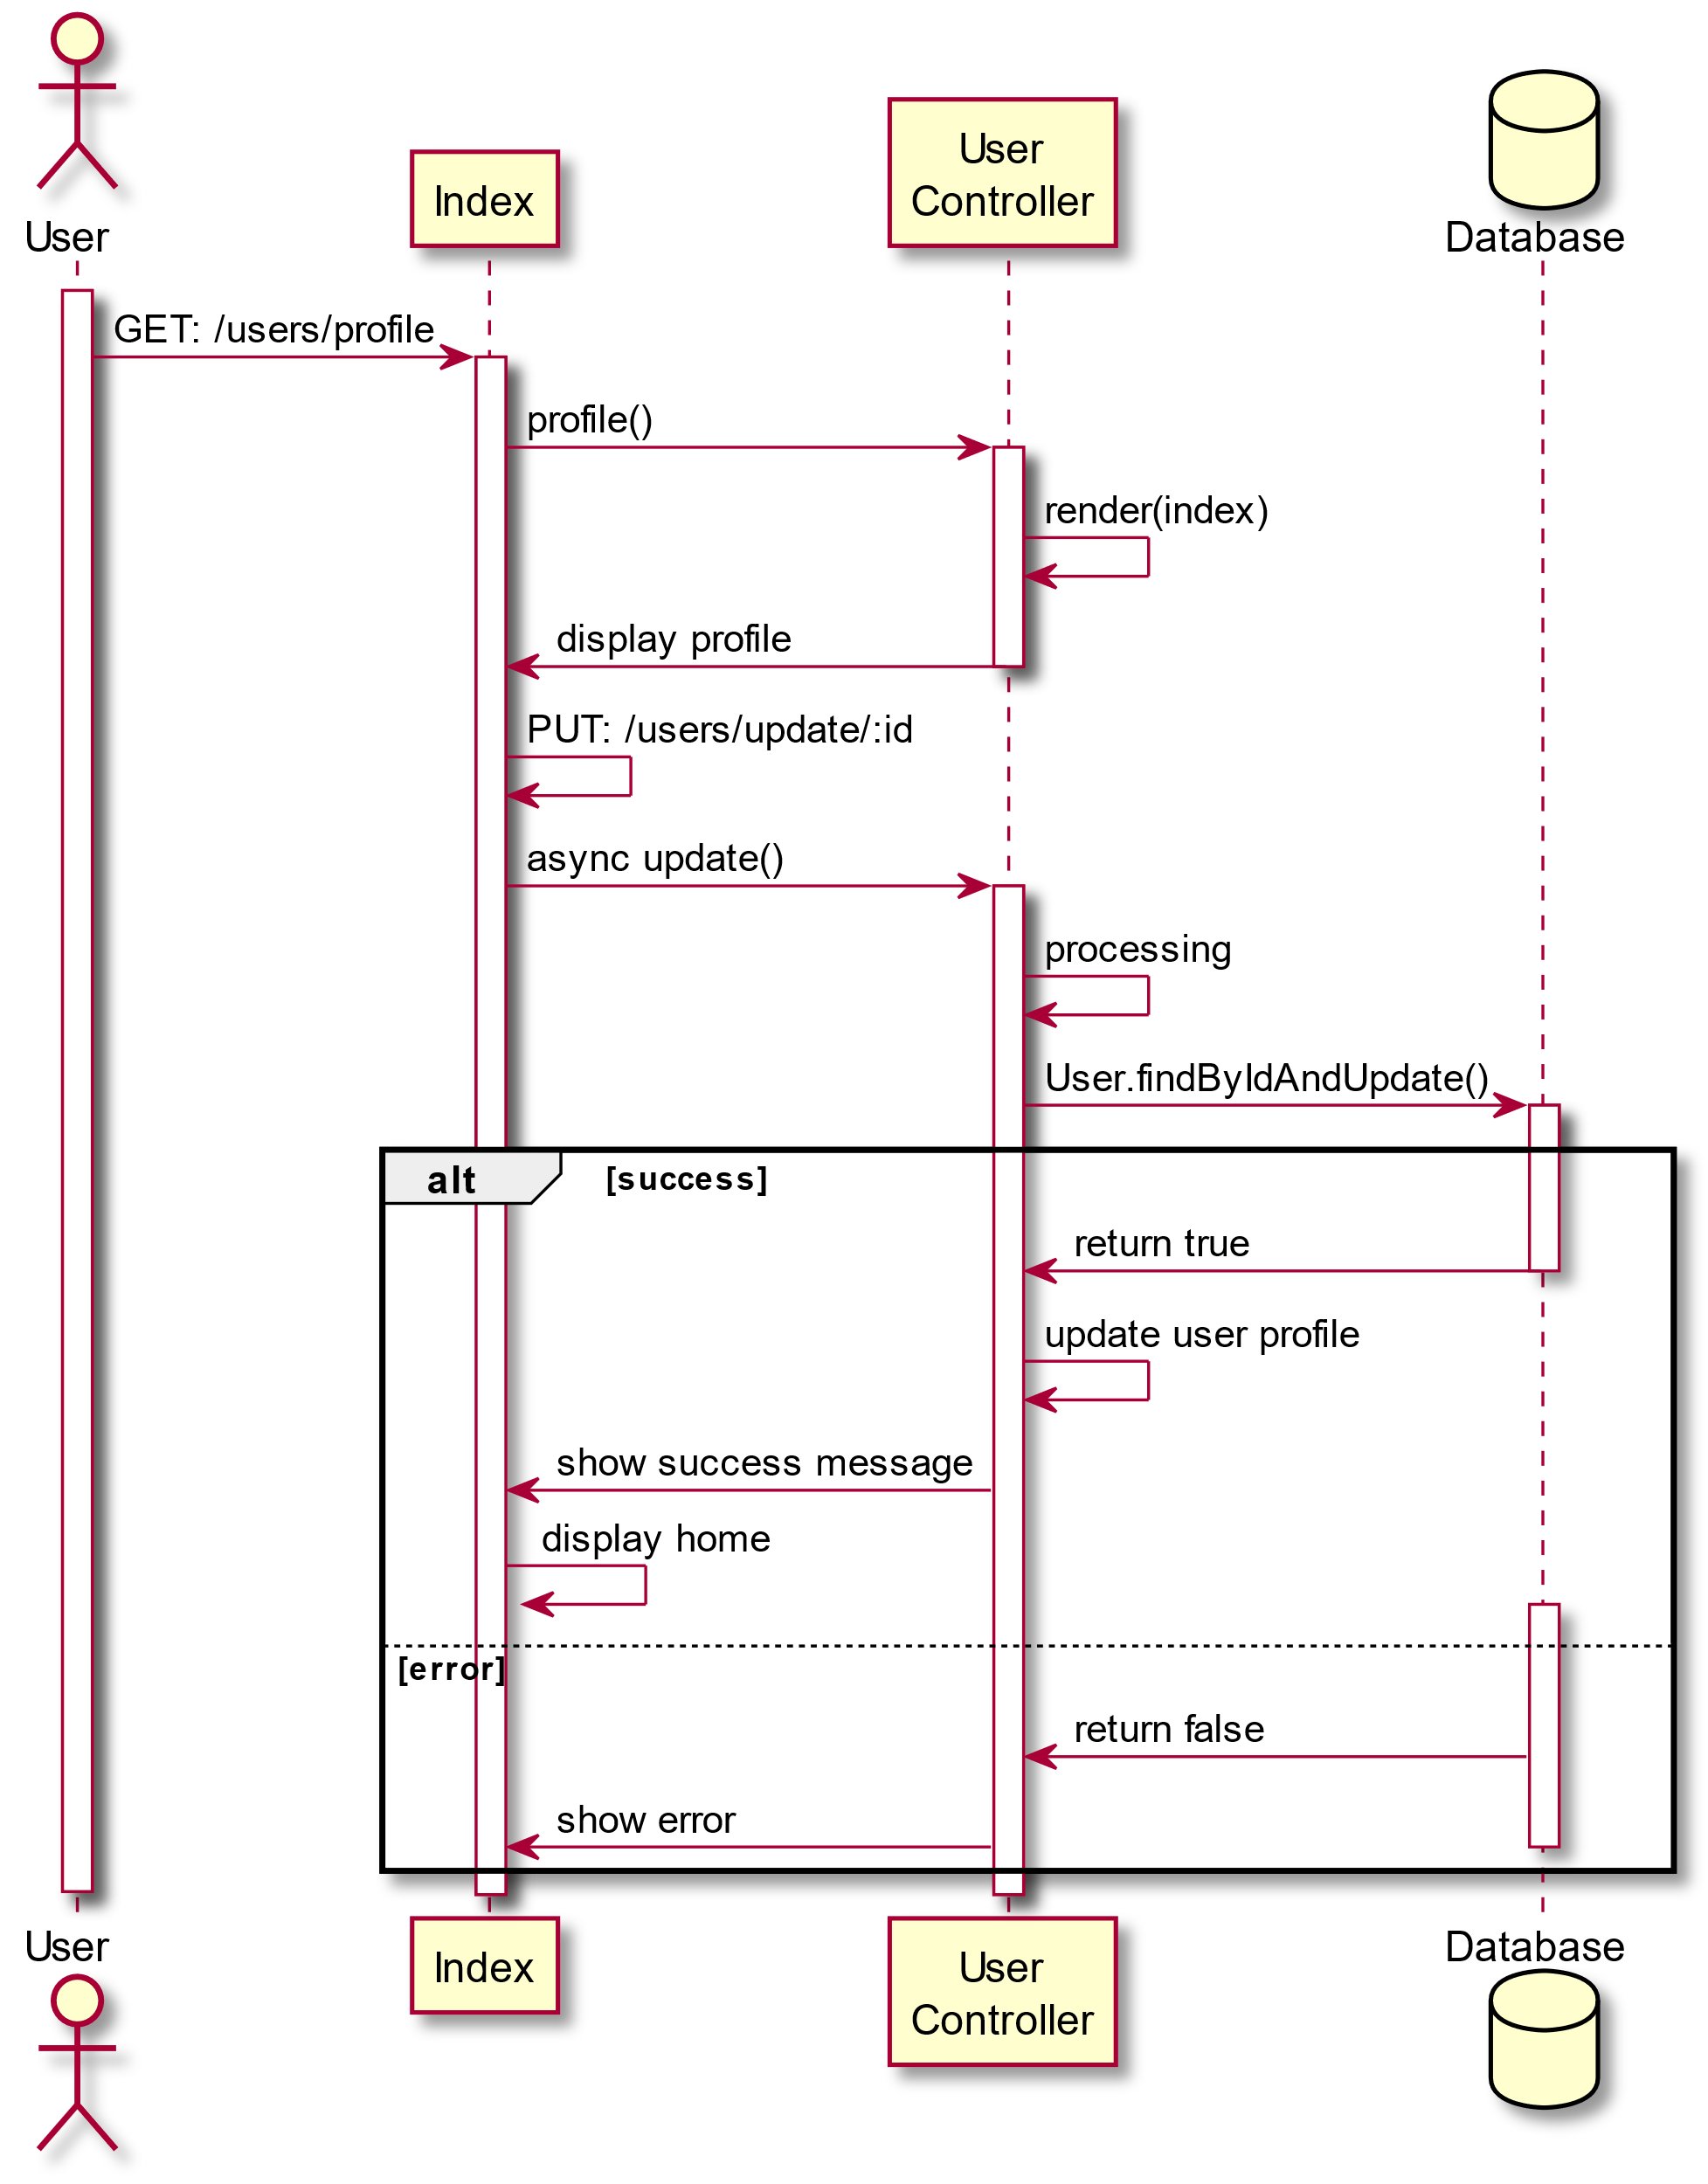 User
Index
User
Controller
Database
GET: /users/profile
profile()
render(index)
display profile
PUT: /users/update/:id
async update()
processing
User.findByIdAndUpdate()
alt [success]
return true
update user profile
show success message
display home
[error]
return false
show error
User
Index
User
Controller
Database